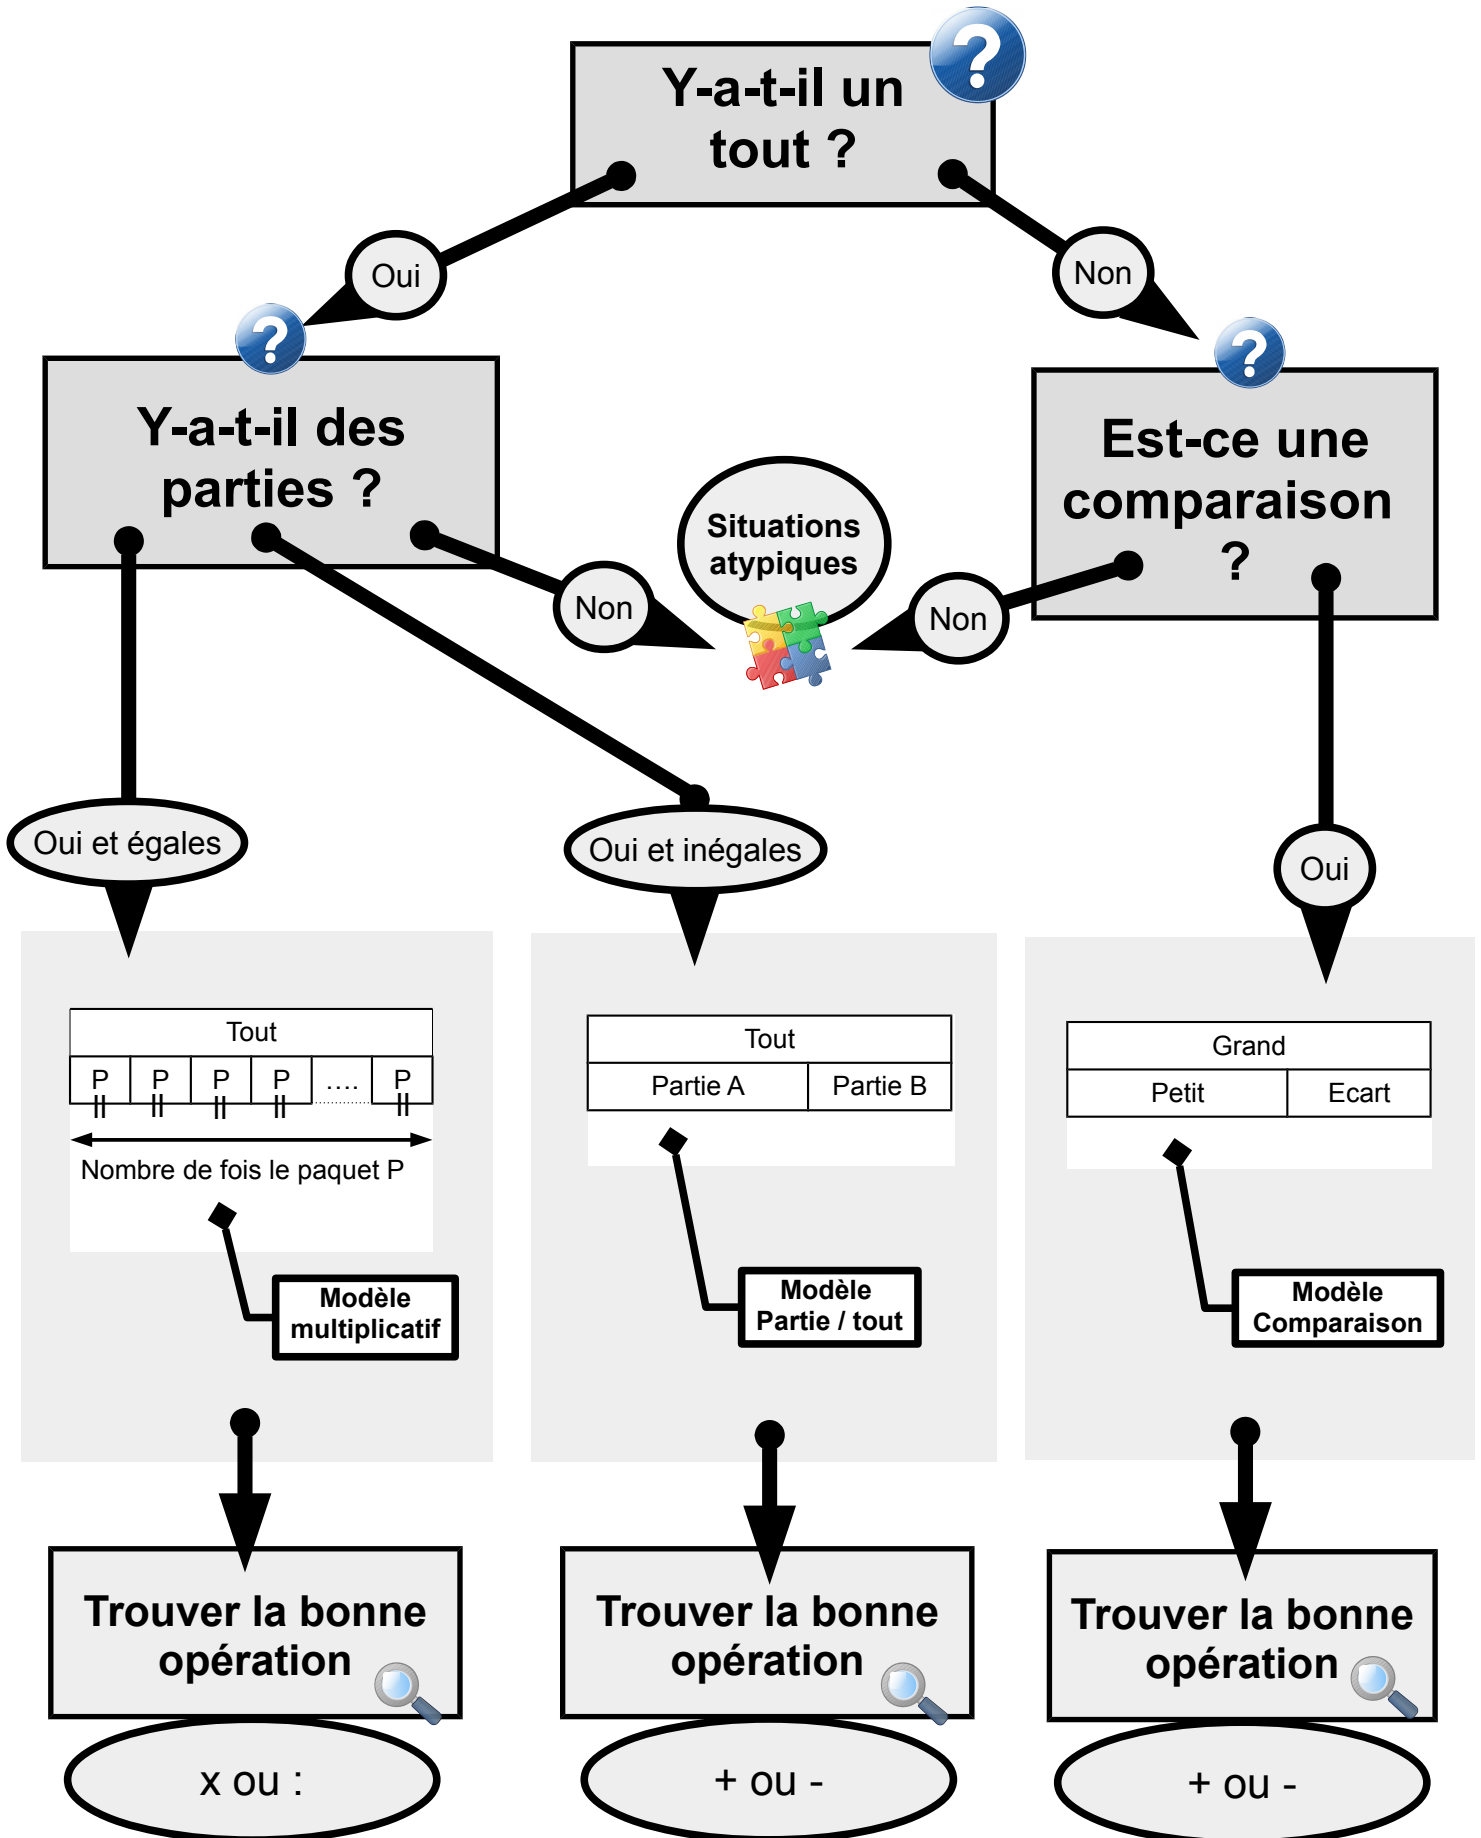 Y-a-t-il un
tout ?
Oui
Non
Y-a-t-il des
parties ?
Est-ce une
comparaison
?
Situations
atypiques
Non
Non
Oui et égales
Oui et inégales
Oui
Tout
P P P P .... P
Nombre de fois le paquet P
Modèle
multiplicatif
Tout
Partie A Partie B
Modèle
Partie / tout
Grand
Petit Ecart
Modèle
Comparaison
Trouver la bonne
opération
x ou :
Trouver la bonne
opération
+ ou -
Trouver la bonne
opération
+ ou -